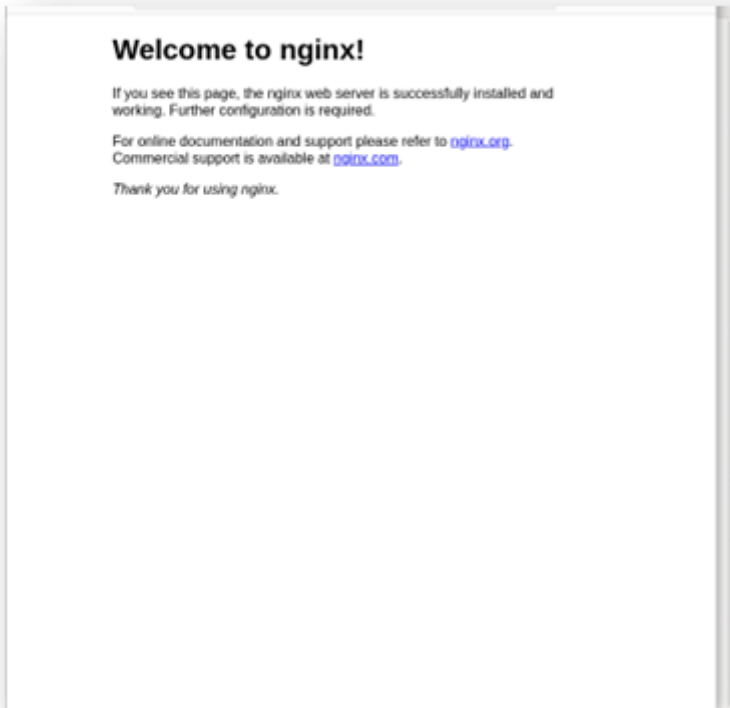 Welcome to nginx!
If you see this page, the nginx web server is successfully installed and
working. Further configuration is required.
For online documentation and support please refer to nginx.org.
Commercial support is available at nginx.com.
Thank you for using nginx.